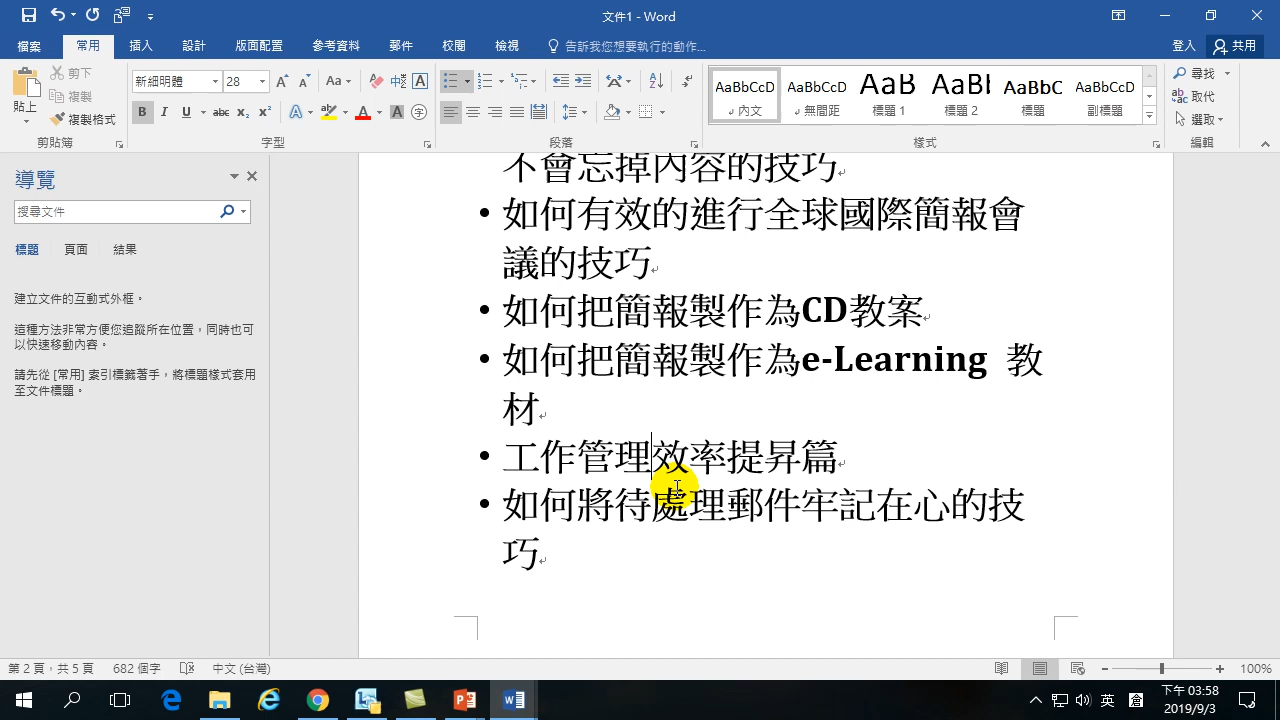 文件1 - Word
檔案 常用 插入 設計 版面配置 參考資料 郵件 校閱 檢視 告訴我您想要執行的動作... 登入 共用
貼上 剪下 複製 複製格式
新細明體 28
AaBbCcD AaBbCcD AaB AaBl AaBbC AaBbCcD
內文 無間距 標題 1 標題 2 標題 副標題
尋找 取代 選取
剪貼簿 字型 段落 樣式 編輯
導覽
搜尋文件
標題 頁面 結果
建立文件的互動式外框。
這種方法非常方便您追蹤所在位置，同時也可
以快速移動內容。
請先從 [常用] 索引標籤著手，將標題樣式套用
至文件標題。
不會忘掉內容的技巧
• 如何有效的進行全球國際簡報會
議的技巧
• 如何把簡報製作為CD教案
• 如何把簡報製作為e-Learning 教
材
• 工作管理效率提昇篇
• 如何將待處理郵件牢記在心的技
巧
第 2 頁，共 5 頁 682 個字 中文 (台灣) 100%
英 下午 03:58
2019/9/3